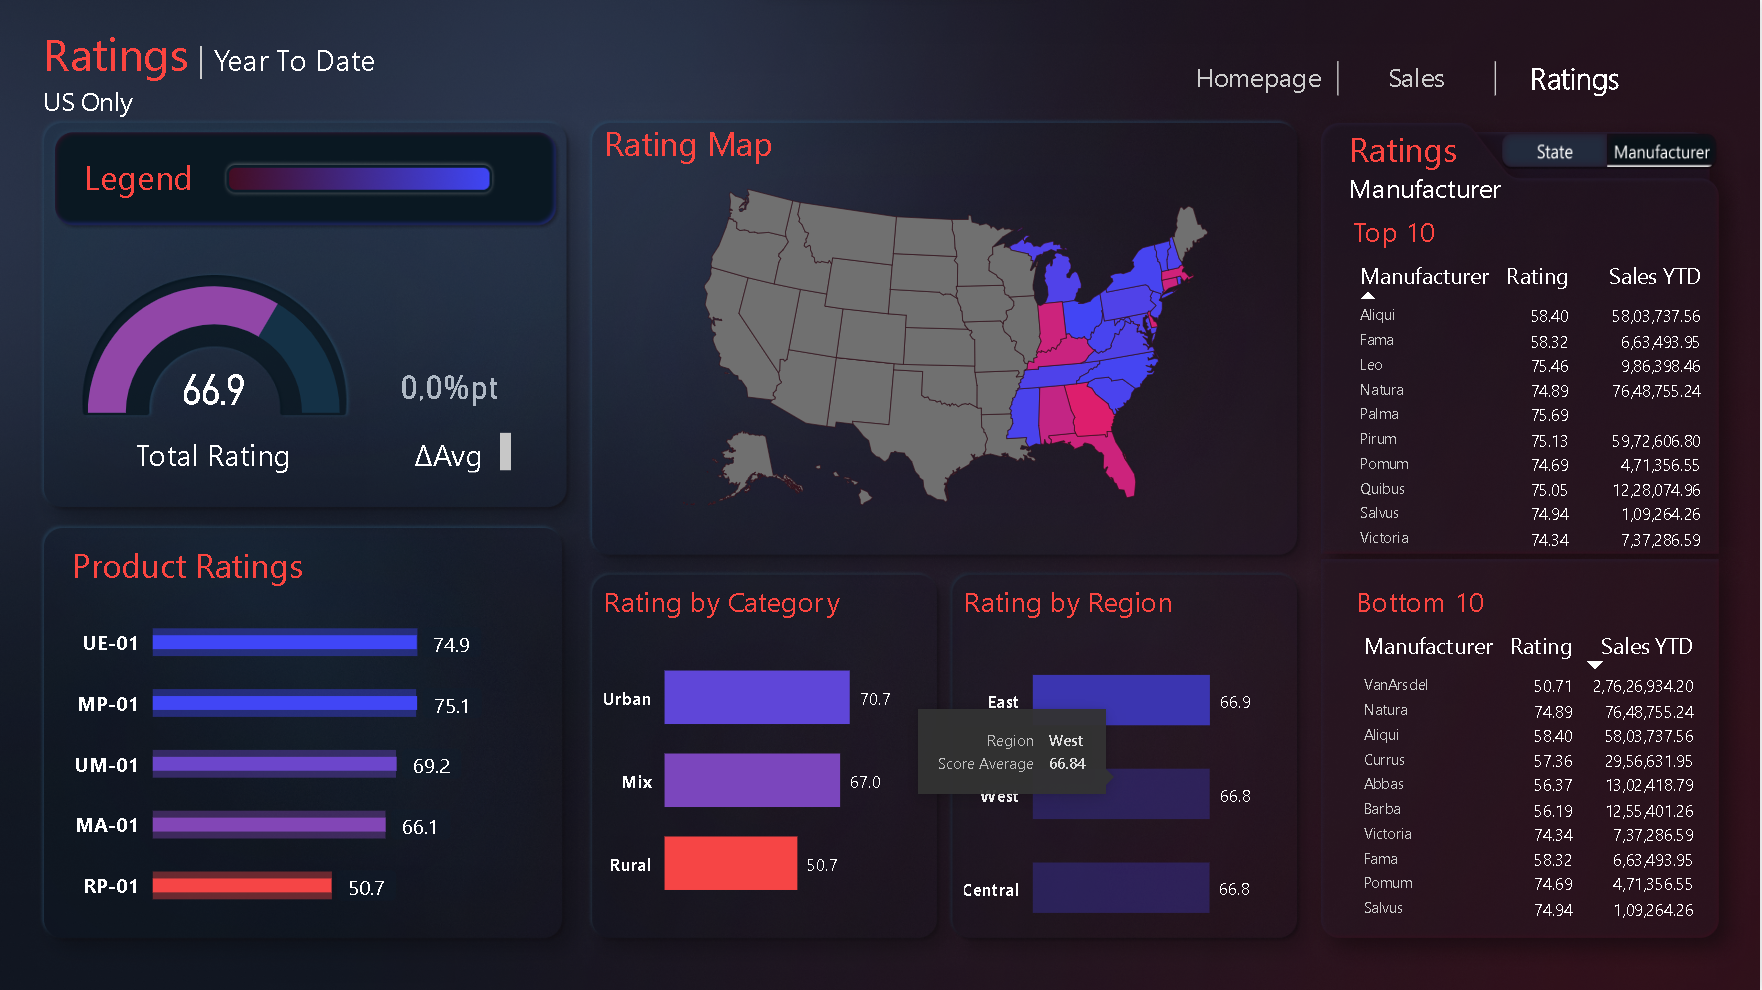 Ratings | Year To Date
US Only
Homepage | Sales | Ratings
Legend
66.9
Total Rating
0,0%pt
ΔAvg
Product Ratings
UE-01 74.9
MP-01 75.1
UM-01 69.2
MA-01 66.1
RP-01 50.7
Rating Map
Rating by Category
Urban 70.7
Mix 67.0
Rural 50.7
Rating by Region
East 66.9
Region West
Score Average 66.84
West 66.8
Central 66.8
Ratings
State Manufacturer
Manufacturer
Top 10
Manufacturer Rating Sales YTD
Aliqui 58.40 58,03,737.56
Fama 58.32 6,63,493.95
Leo 75.46 9,86,398.46
Natura 74.89 76,48,755.24
Palma 75.69
Pirum 75.13 59,72,606.80
Pomum 74.69 4,71,356.55
Quibus 75.05 12,28,074.96
Salvus 74.94 1,09,264.26
Victoria 74.34 7,37,286.59
Bottom 10
Manufacturer Rating Sales YTD
VanArsdel 50.71 2,76,26,934.20
Natura 74.89 76,48,755.24
Aliqui 58.40 58,03,737.56
Currus 57.36 29,56,631.95
Abbas 56.37 13,02,418.79
Barba 56.19 12,55,401.26
Victoria 74.34 7,37,286.59
Fama 58.32 6,63,493.95
Pomum 74.69 4,71,356.55
Salvus 74.94 1,09,264.26